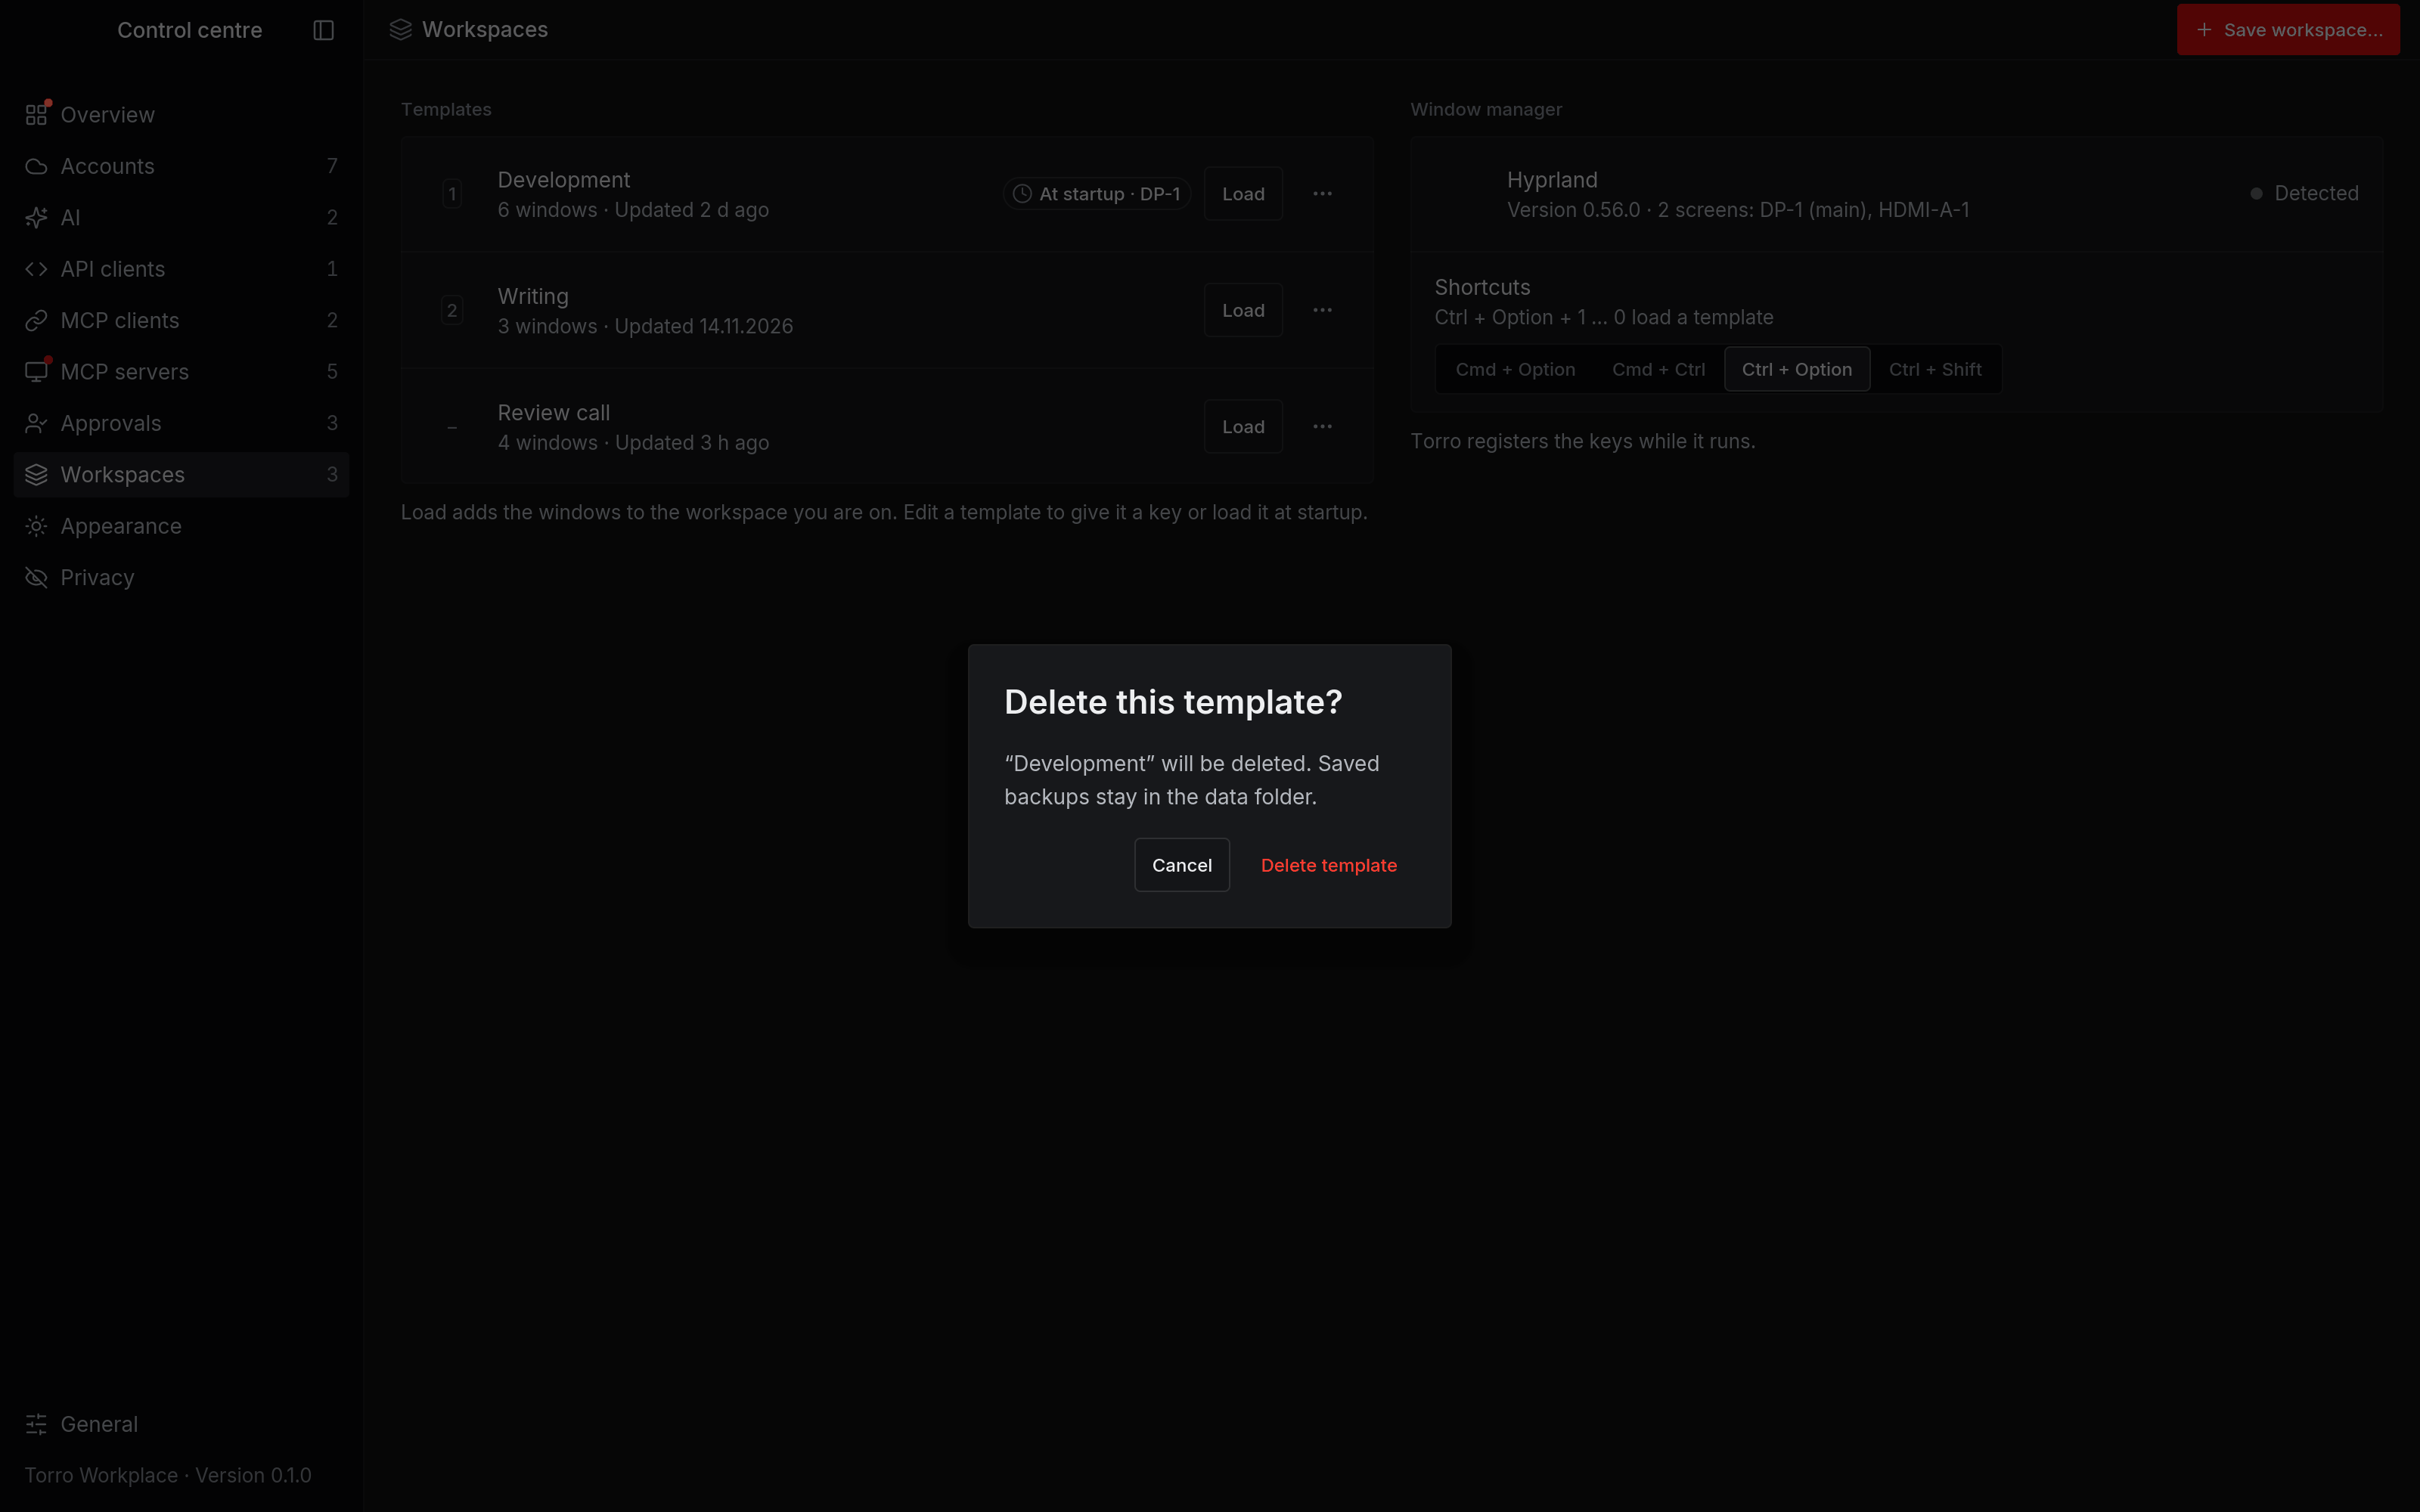 Control centre
Overview
Accounts 7
AI 2
API clients 1
MCP clients 2
MCP servers 5
Approvals 3
Workspaces 3
Appearance
Privacy
General
Torro Workplace · Version 0.1.0
Workspaces
+ Save workspace...
Templates
1
Development
6 windows · Updated 2 d ago
At startup · DP-1
Load
2
Writing
3 windows · Updated 14.11.2026
Load
–
Review call
4 windows · Updated 3 h ago
Load
Load adds the windows to the workspace you are on. Edit a template to give it a key or load it at startup.
Window manager
Hyprland
Version 0.56.0 · 2 screens: DP-1 (main), HDMI-A-1
Detected
Shortcuts
Ctrl + Option + 1 ... 0 load a template
Cmd + Option Cmd + Ctrl Ctrl + Option Ctrl + Shift
Torro registers the keys while it runs.
Delete this template?
“Development” will be deleted. Saved
backups stay in the data folder.
Cancel Delete template